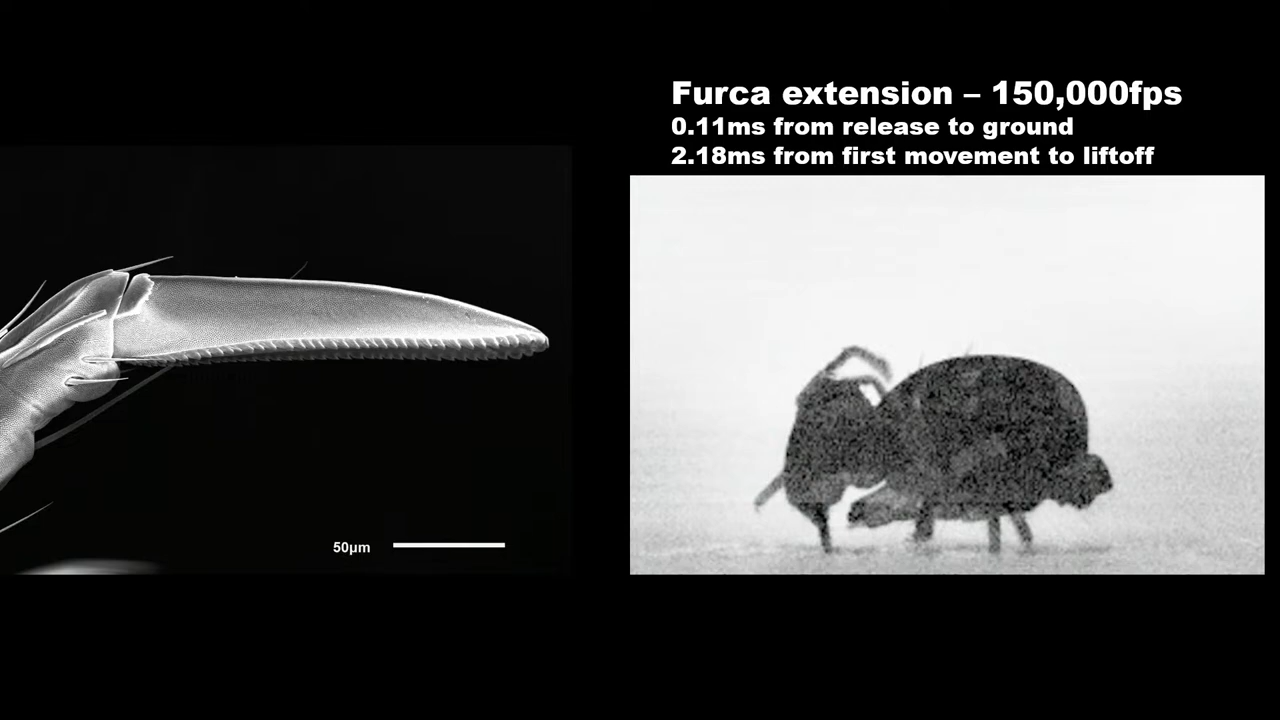 Furca extension – 150,000fps
0.11ms from release to ground
2.18ms from first movement to liftoff
50µm